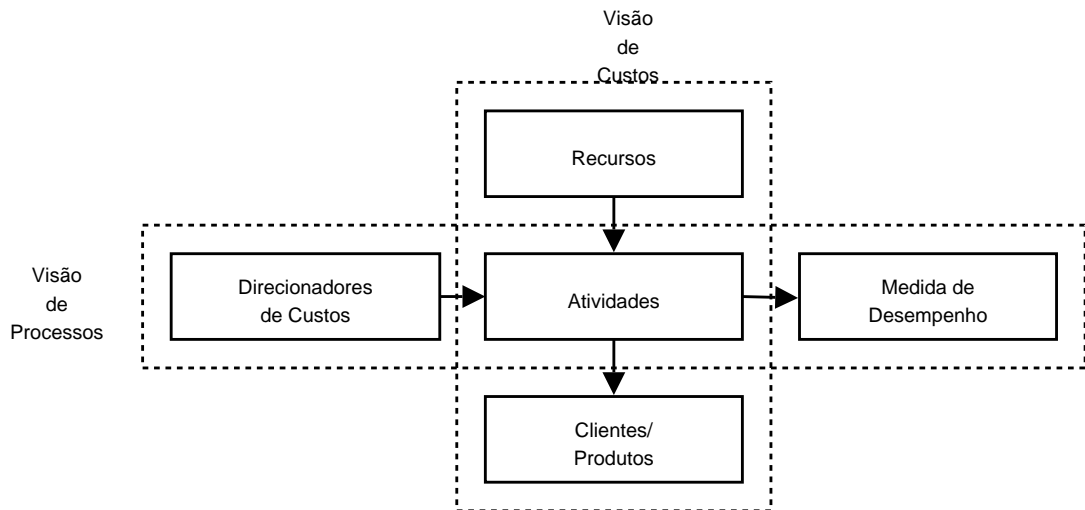 Visão
de
Custos
Recursos
Visão
de
Processos
Direcionadores
de Custos
Atividades
Medida de
Desempenho
Clientes/
Produtos